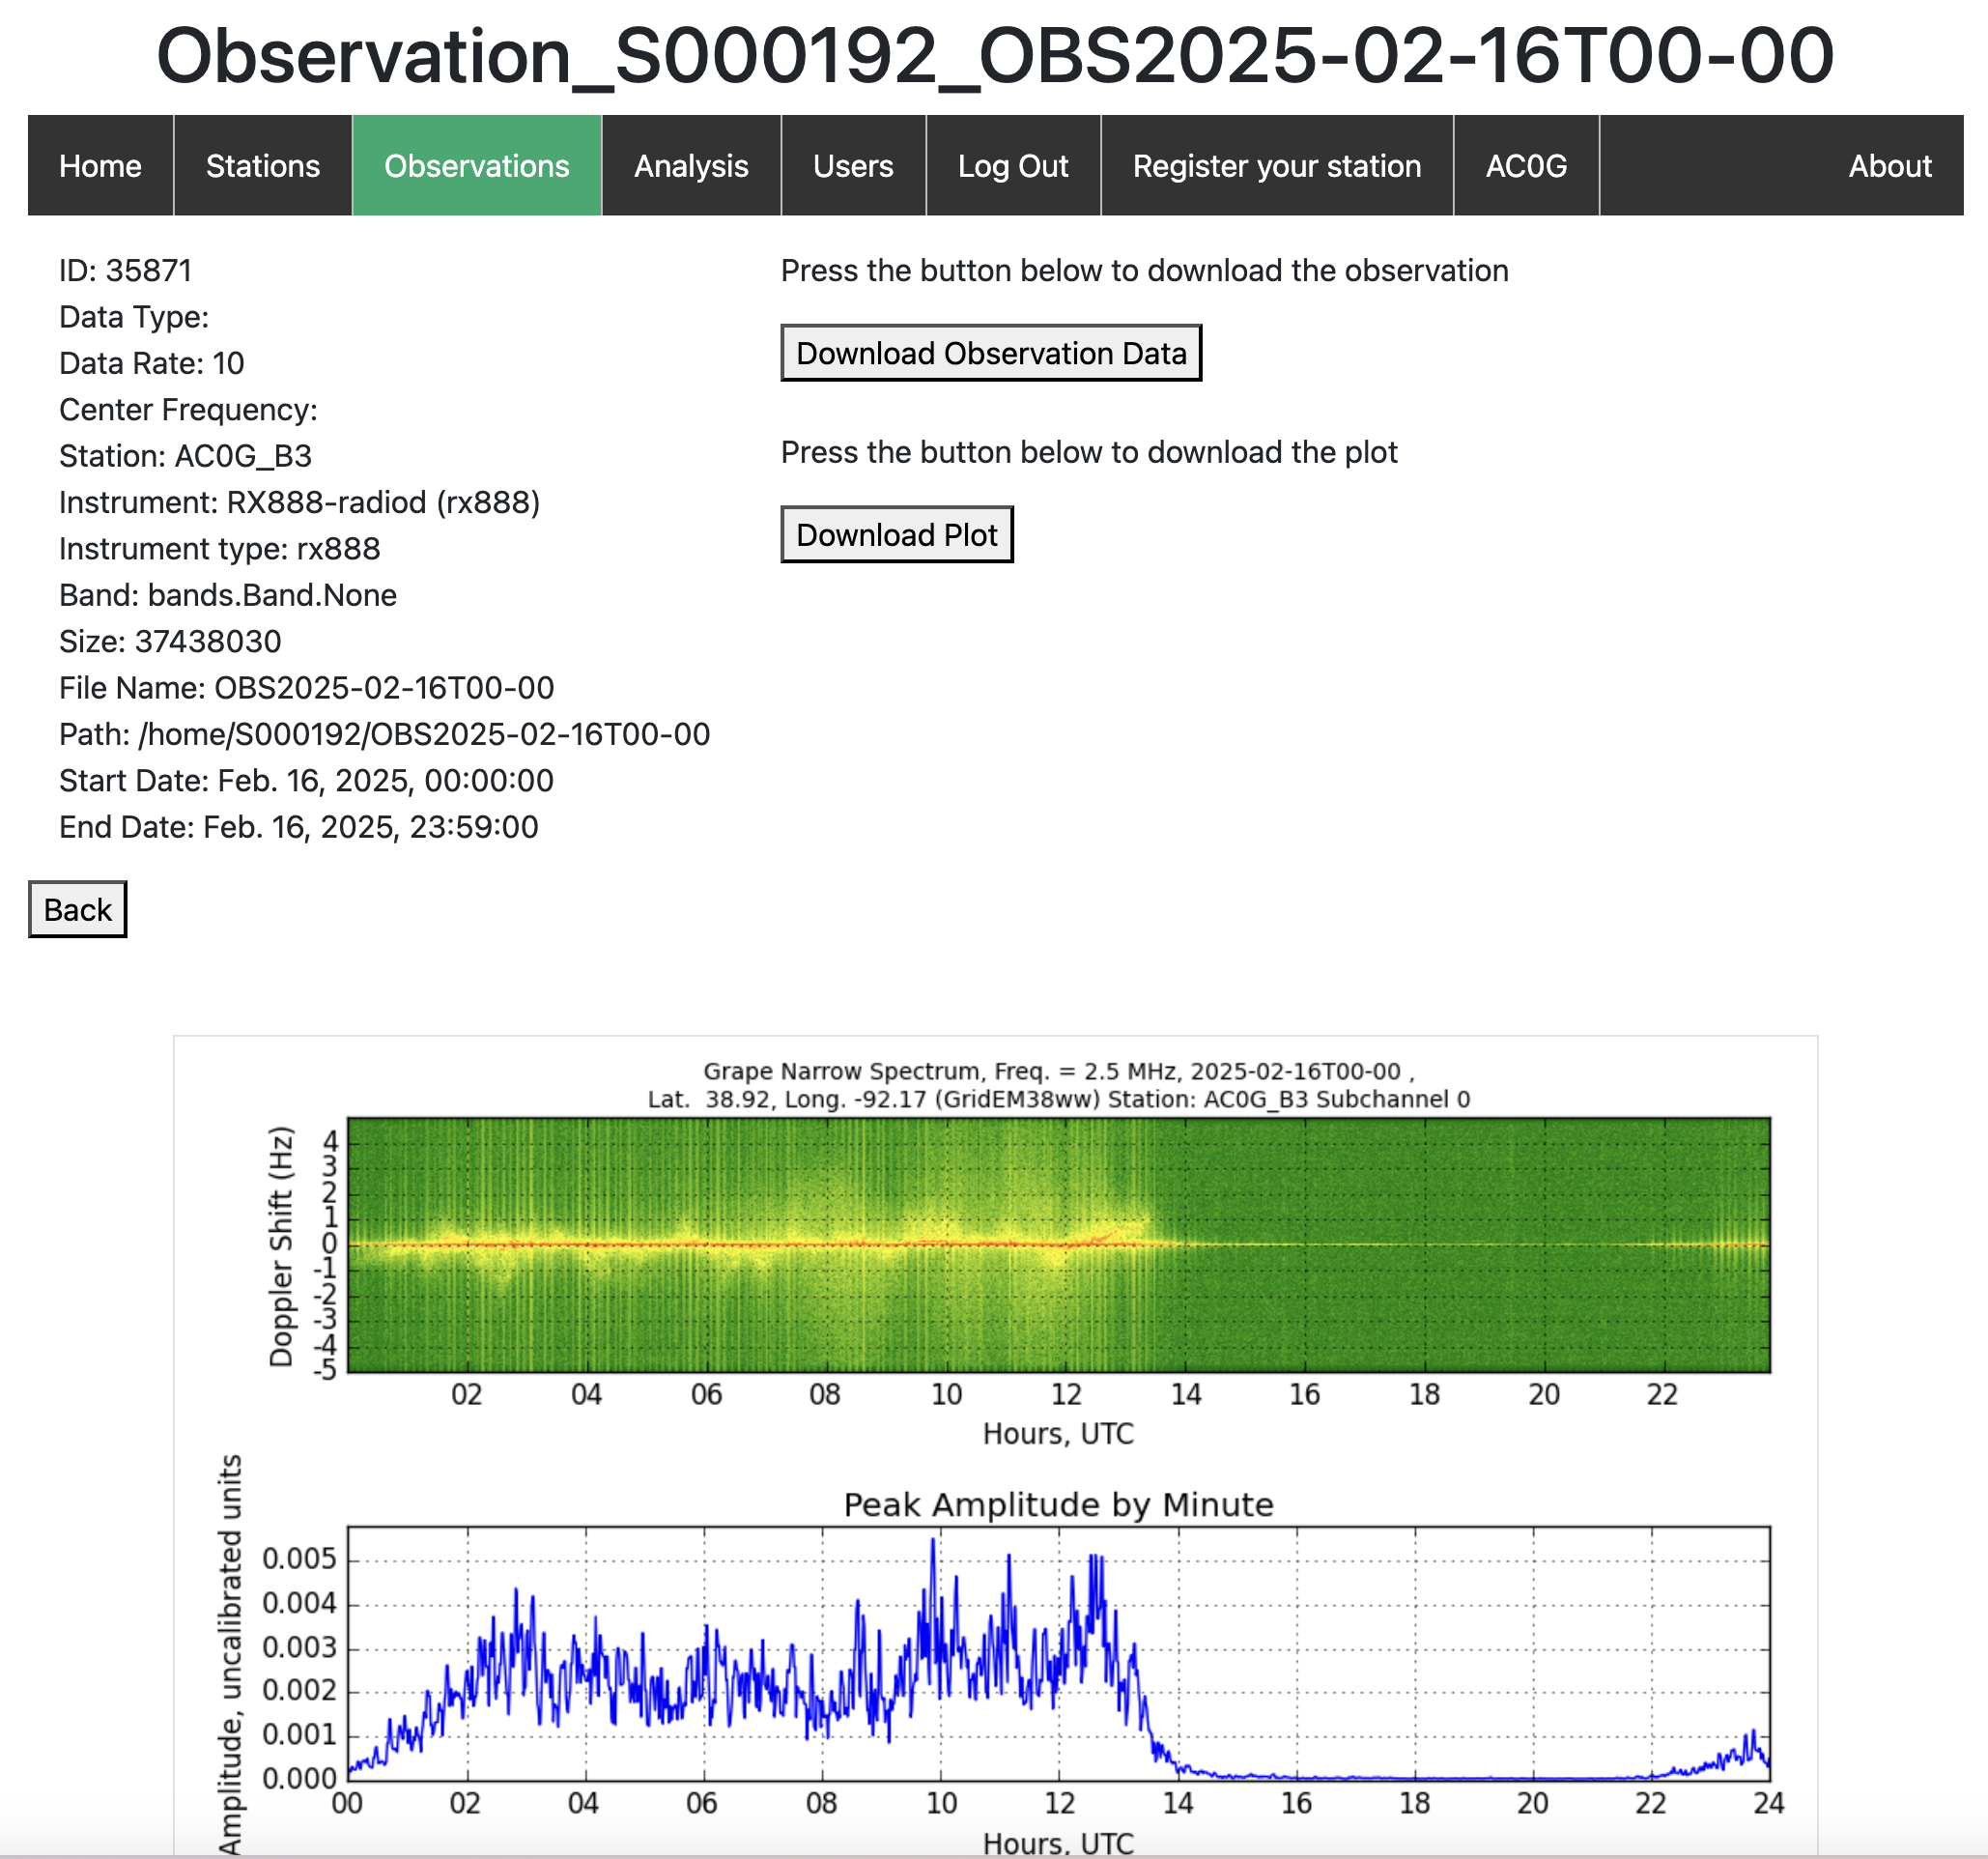 Observation_S000192_OBS2025-02-16T00-00
Home Stations Observations Analysis Users Log Out Register your station AC0G About
ID: 35871
Data Type:
Data Rate: 10
Center Frequency:
Station: AC0G_B3
Instrument: RX888-radiod (rx888)
Instrument type: rx888
Band: bands.Band.None
Size: 37438030
File Name: OBS2025-02-16T00-00
Path: /home/S000192/OBS2025-02-16T00-00
Start Date: Feb. 16, 2025, 00:00:00
End Date: Feb. 16, 2025, 23:59:00
Press the button below to download the observation
Download Observation Data
Press the button below to download the plot
Download Plot
Back
Grape Narrow Spectrum, Freq. = 2.5 MHz, 2025-02-16T00-00 ,
Lat. 38.92, Long. -92.17 (GridEM38ww) Station: AC0G_B3 Subchannel 0
Doppler Shift (Hz)
4
3
2
1
0
-1
-2
-3
-4
-5
02 04 06 08 10 12 14 16 18 20 22
Hours, UTC
Peak Amplitude by Minute
Amplitude, uncalibrated units
0.005
0.004
0.003
0.002
0.001
0.000
00 02 04 06 08 10 12 14 16 18 20 22 24
Hours, UTC